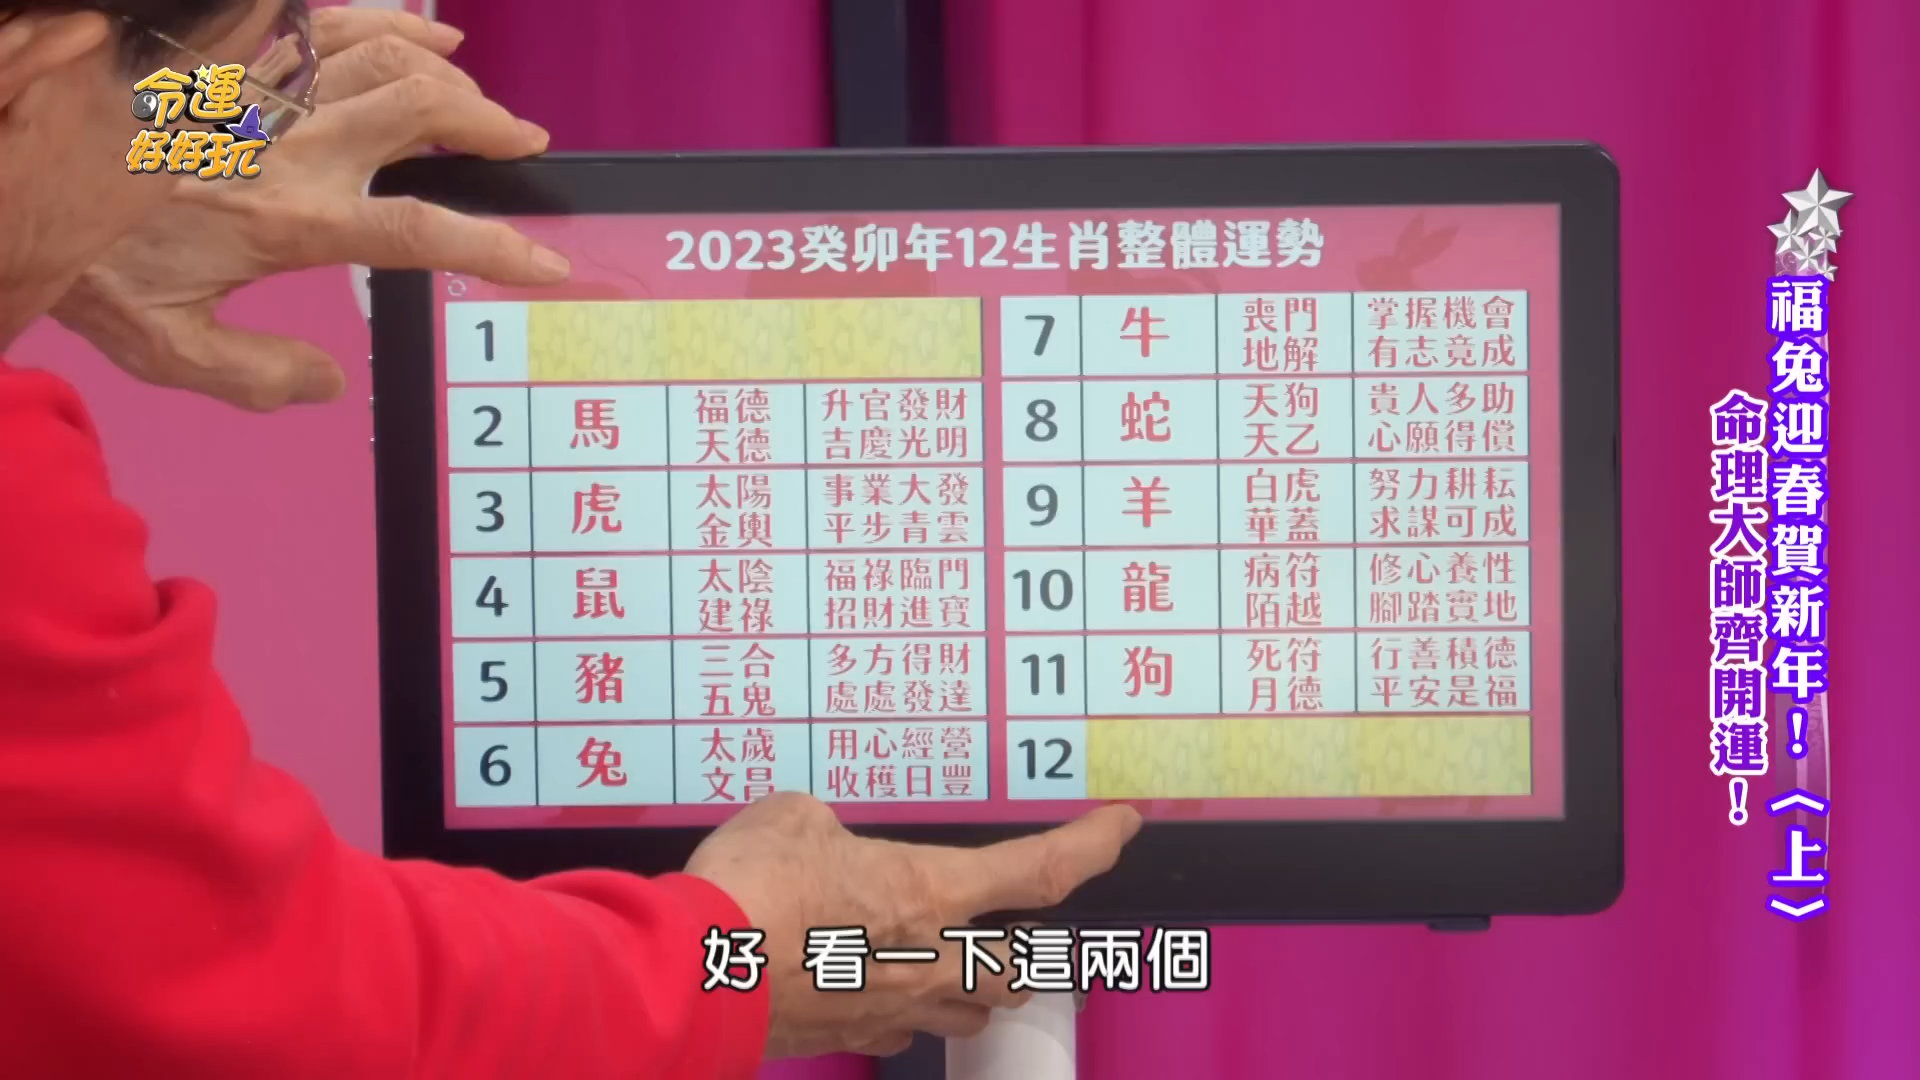 命運
好好玩
2023癸卯年12生肖整體運勢
1
2
馬
福德
天德
升官發財
吉慶光明
3
虎
太陽
金輿
事業大發
平步青雲
4
鼠
太陰
建祿
福祿臨門
招財進寶
5
豬
三合
五鬼
多方得財
處處發達
6
兔
太歲
文昌
用心經營
收穫日豐
7
牛
喪門
地解
掌握機會
有志竟成
8
蛇
天狗
天乙
貴人多助
心願得償
9
羊
白虎
華蓋
努力耕耘
求謀可成
10
龍
病符
陌越
修心養性
腳踏實地
11
狗
死符
月德
行善積德
平安是福
12
福兔迎春賀新年!〈上〉
命理大師齊開運!
好 看一下這兩個